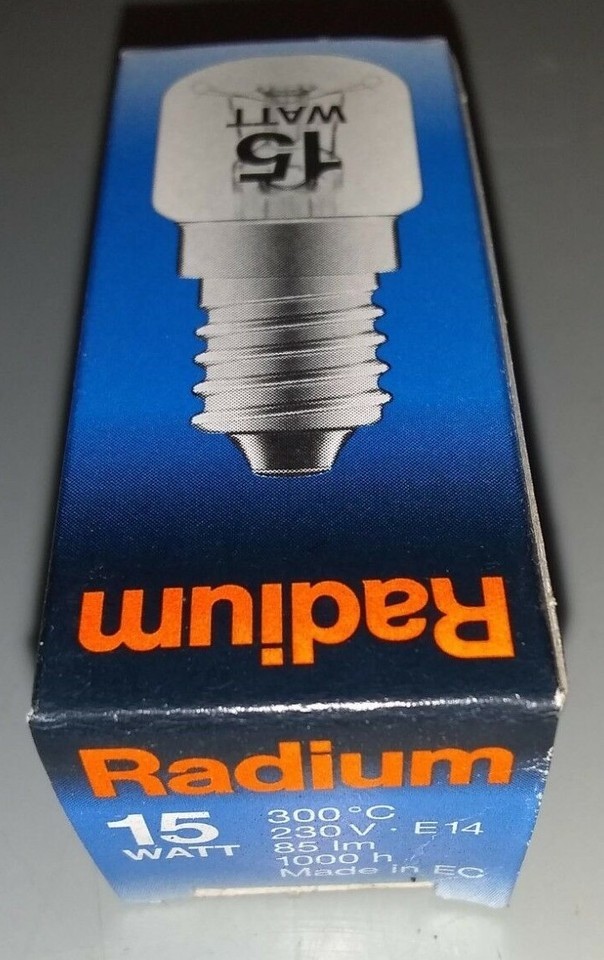 15
WATT
Radium
Radium
15
WATT
300 °C
230 V · E14
85 lm
1000 h
Made in EC